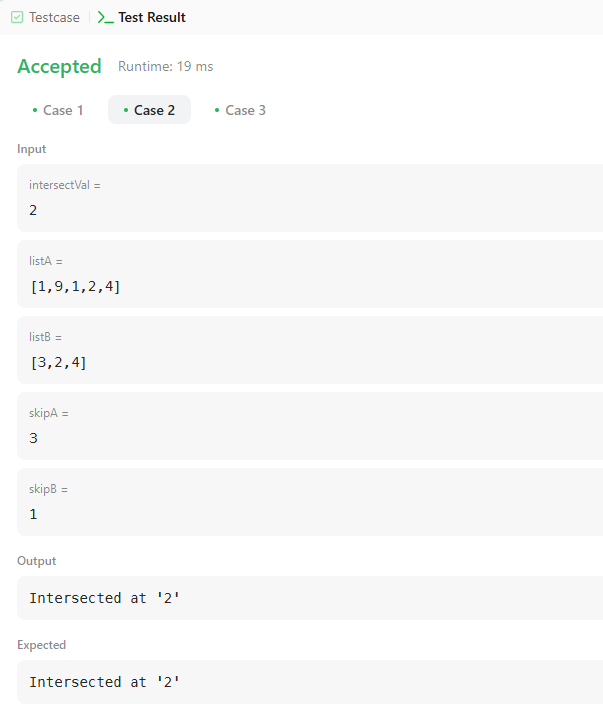 Testcase | Test Result
Accepted Runtime: 19 ms
• Case 1 • Case 2 • Case 3
Input
intersectVal =
2
listA =
[1,9,1,2,4]
listB =
[3,2,4]
skipA =
3
skipB =
1
Output
Intersected at '2'
Expected
Intersected at '2'